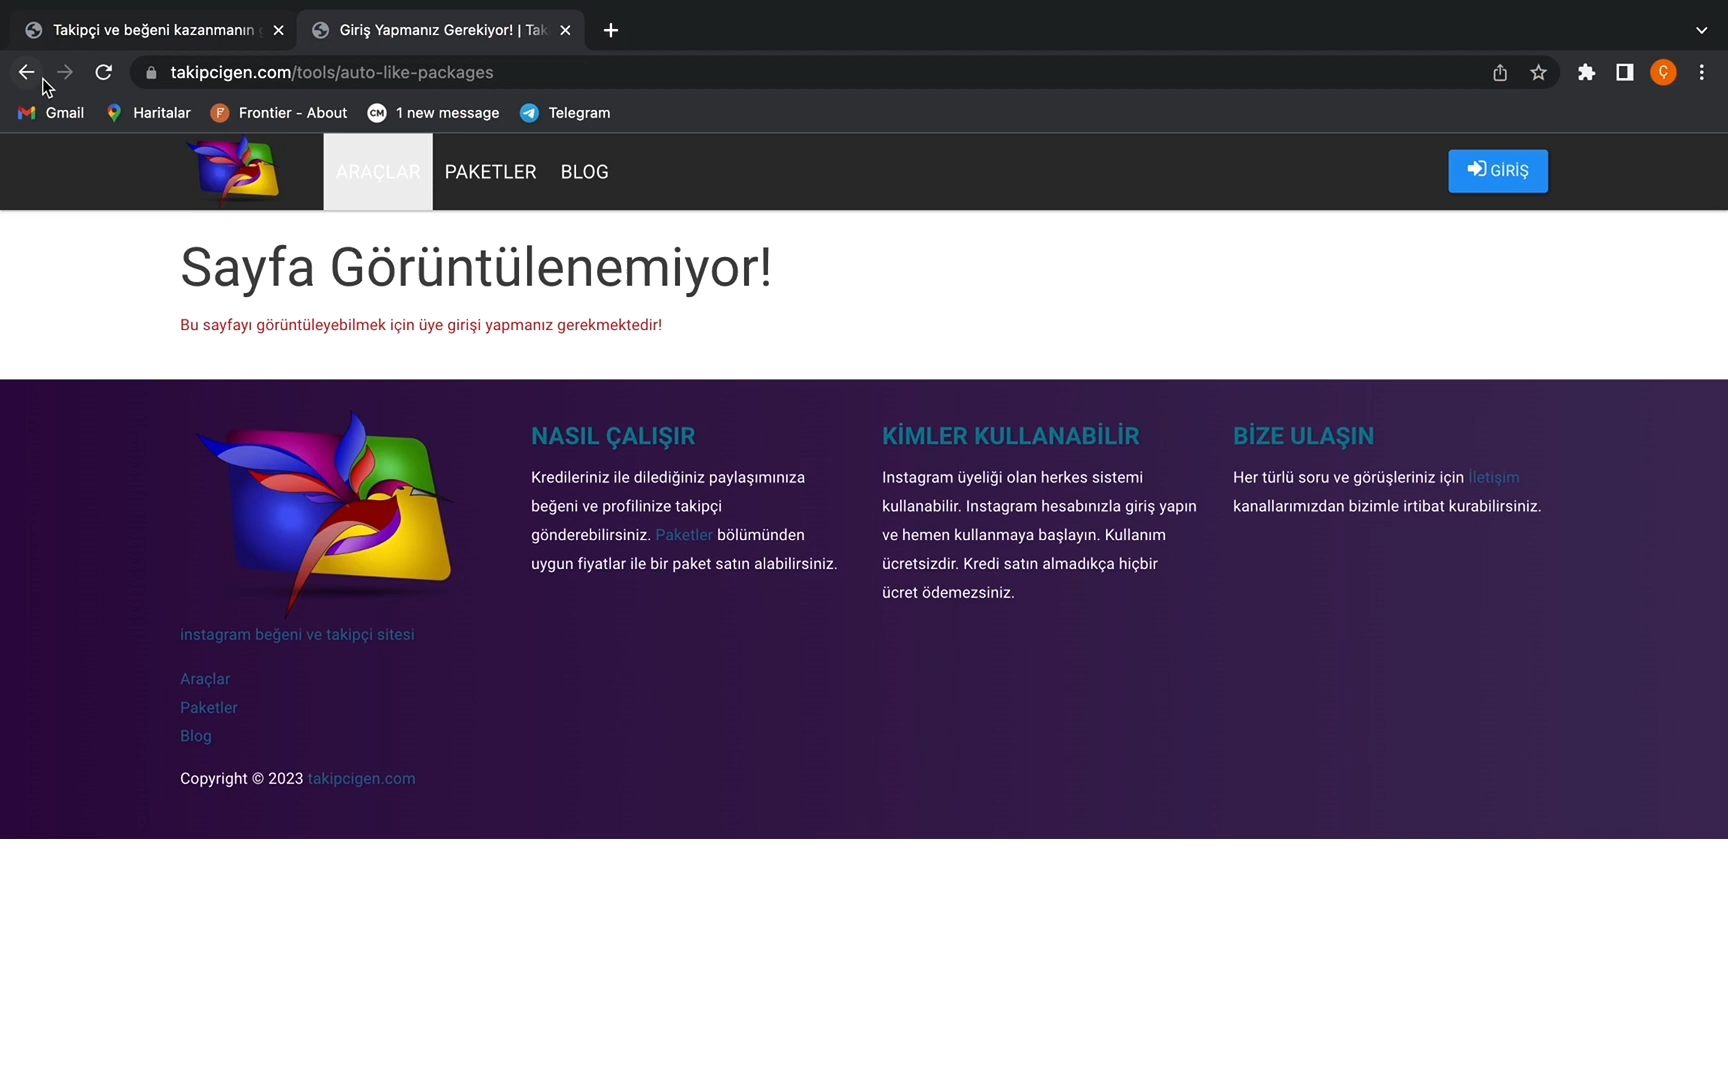 Takipçi ve beğeni kazanmanın
Giriş Yapmanız Gerekiyor! | Tak
takipcigen.com/tools/auto-like-packages
Ç
Gmail
Haritalar
F
Frontier - About
CM
1 new message
Telegram
ARAÇLAR
PAKETLER
BLOG
GİRİŞ
Sayfa Görüntülenemiyor!
Bu sayfayı görüntüleyebilmek için üye girişi yapmanız gerekmektedir!
instagram beğeni ve takipçi sitesi
Araçlar
Paketler
Blog
Copyright © 2023 takipcigen.com
NASIL ÇALIŞIR
Kredileriniz ile dilediğiniz paylaşımınıza
beğeni ve profilinize takipçi
gönderebilirsiniz. Paketler bölümünden
uygun fiyatlar ile bir paket satın alabilirsiniz.
KİMLER KULLANABİLİR
Instagram üyeliği olan herkes sistemi
kullanabilir. Instagram hesabınızla giriş yapın
ve hemen kullanmaya başlayın. Kullanım
ücretsizdir. Kredi satın almadıkça hiçbir
ücret ödemezsiniz.
BİZE ULAŞIN
Her türlü soru ve görüşleriniz için İletişim
kanallarımızdan bizimle irtibat kurabilirsiniz.